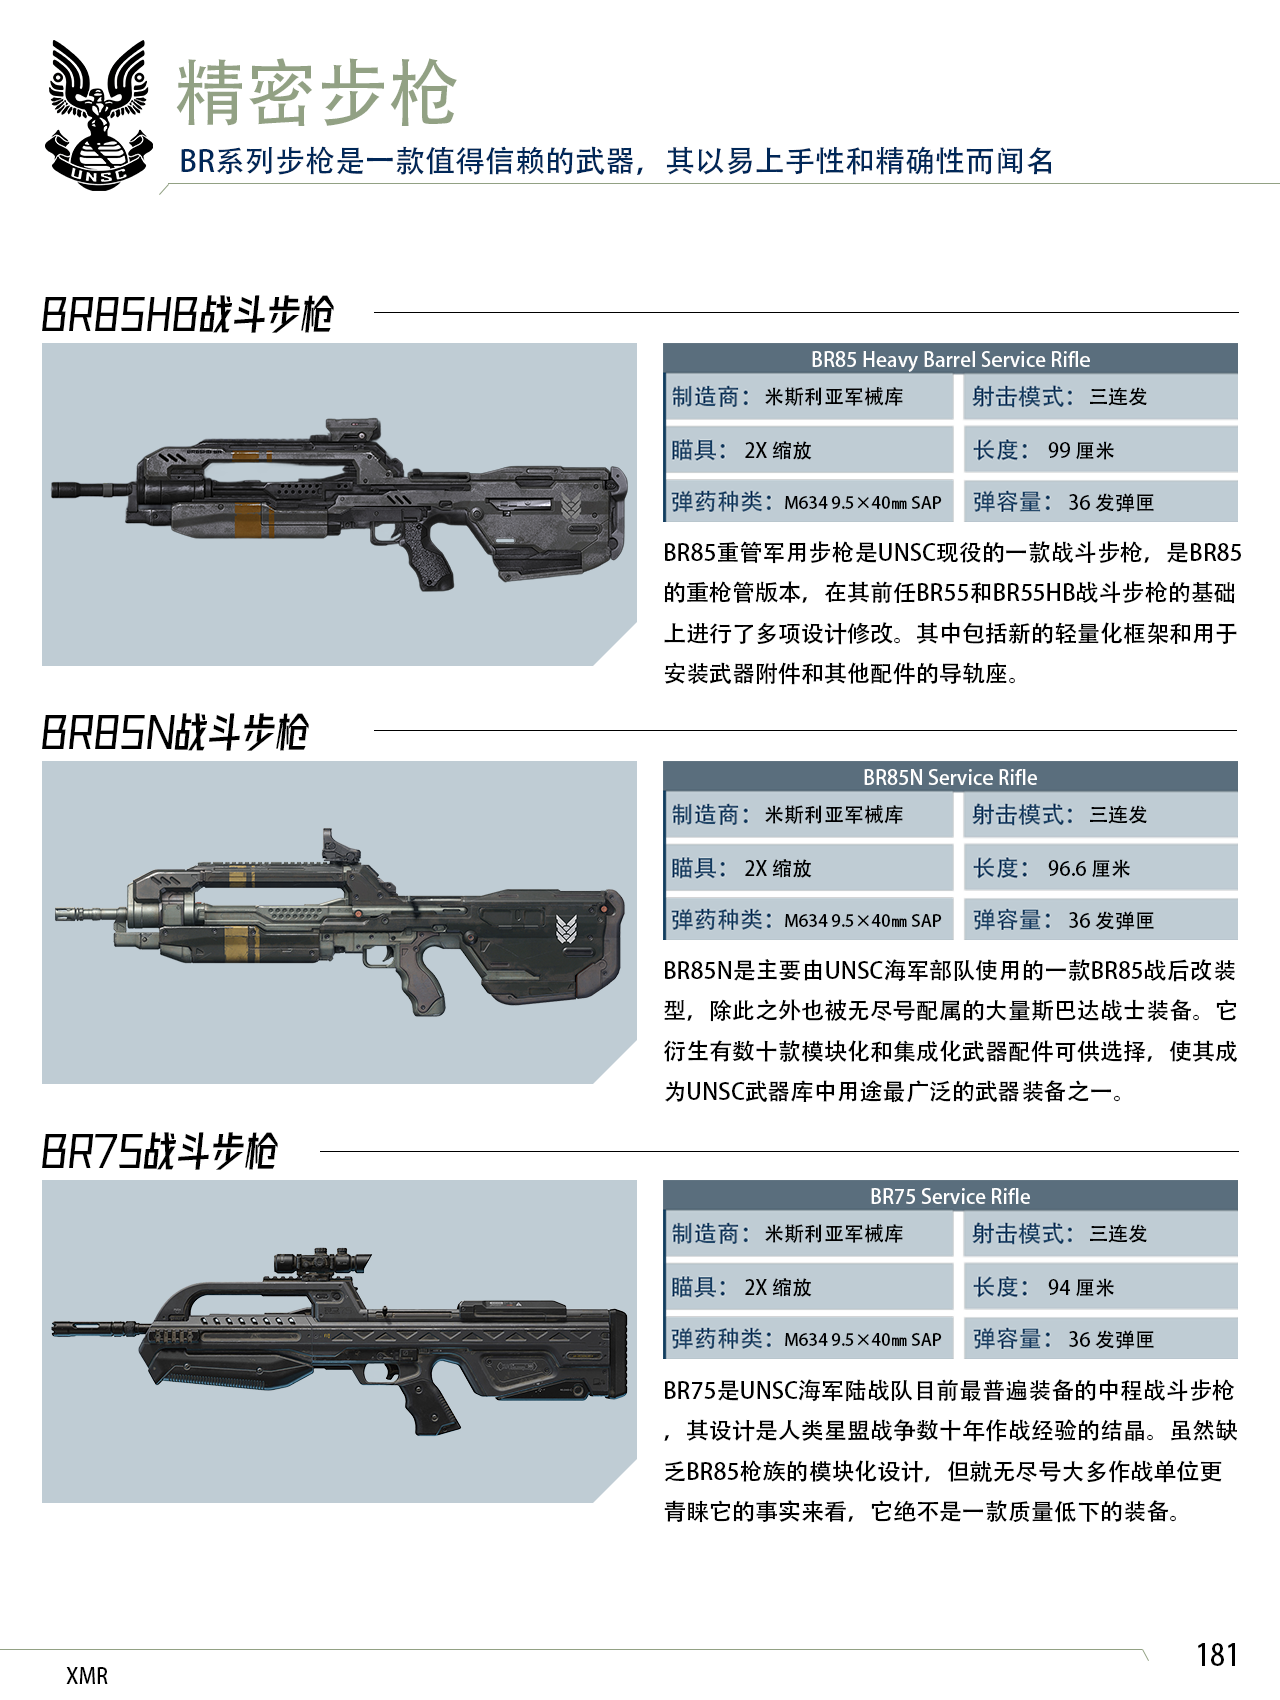 精密步枪
UNSC
BR系列步枪是一款值得信赖的武器，其以易上手性和精确性而闻名
BR85HB战斗步枪
BR85 Heavy Barrel Service Rifle
制造商：米斯利亚军械库 射击模式：三连发
瞄具：2X 缩放 长度：99 厘米
弹药种类：M634 9.5×40㎜ SAP 弹容量：36 发弹匣
BR85重管军用步枪是UNSC现役的一款战斗步枪，是BR85
的重枪管版本，在其前任BR55和BR55HB战斗步枪的基础
上进行了多项设计修改。其中包括新的轻量化框架和用于
安装武器附件和其他配件的导轨座。
BR85N战斗步枪
BR85N Service Rifle
制造商：米斯利亚军械库 射击模式：三连发
瞄具：2X 缩放 长度：96.6 厘米
弹药种类：M634 9.5×40㎜ SAP 弹容量：36 发弹匣
BR85N是主要由UNSC海军部队使用的一款BR85战后改装
型，除此之外也被无尽号配属的大量斯巴达战士装备。它
衍生有数十款模块化和集成化武器配件可供选择，使其成
为UNSC武器库中用途最广泛的武器装备之一。
BR75战斗步枪
BR75 Service Rifle
制造商：米斯利亚军械库 射击模式：三连发
瞄具：2X 缩放 长度：94 厘米
弹药种类：M634 9.5×40㎜ SAP 弹容量：36 发弹匣
BR75是UNSC海军陆战队目前最普遍装备的中程战斗步枪
，其设计是人类星盟战争数十年作战经验的结晶。虽然缺
乏BR85枪族的模块化设计，但就无尽号大多作战单位更
青睐它的事实来看，它绝不是一款质量低下的装备。
181
XMR